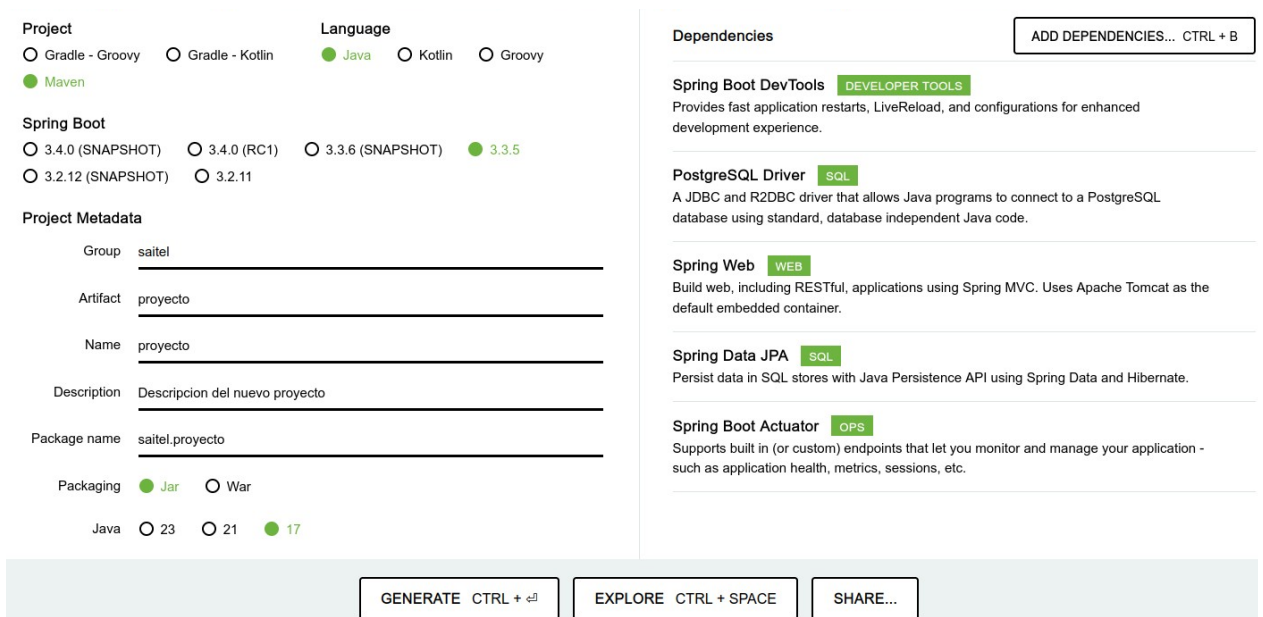 Project
Gradle - Groovy Gradle - Kotlin
Maven
Language
Java Kotlin Groovy
Spring Boot
3.4.0 (SNAPSHOT) 3.4.0 (RC1) 3.3.6 (SNAPSHOT) 3.3.5
3.2.12 (SNAPSHOT) 3.2.11
Project Metadata
Group saitel
Artifact proyecto
Name proyecto
Description Descripcion del nuevo proyecto
Package name saitel.proyecto
Packaging Jar War
Java 23 21 17
Dependencies
ADD DEPENDENCIES... CTRL + B
Spring Boot DevTools DEVELOPER TOOLS
Provides fast application restarts, LiveReload, and configurations for enhanced
development experience.
PostgreSQL Driver SQL
A JDBC and R2DBC driver that allows Java programs to connect to a PostgreSQL
database using standard, database independent Java code.
Spring Web WEB
Build web, including RESTful, applications using Spring MVC. Uses Apache Tomcat as the
default embedded container.
Spring Data JPA SQL
Persist data in SQL stores with Java Persistence API using Spring Data and Hibernate.
Spring Boot Actuator OPS
Supports built in (or custom) endpoints that let you monitor and manage your application -
such as application health, metrics, sessions, etc.
GENERATE CTRL + ⏎
EXPLORE CTRL + SPACE
SHARE...